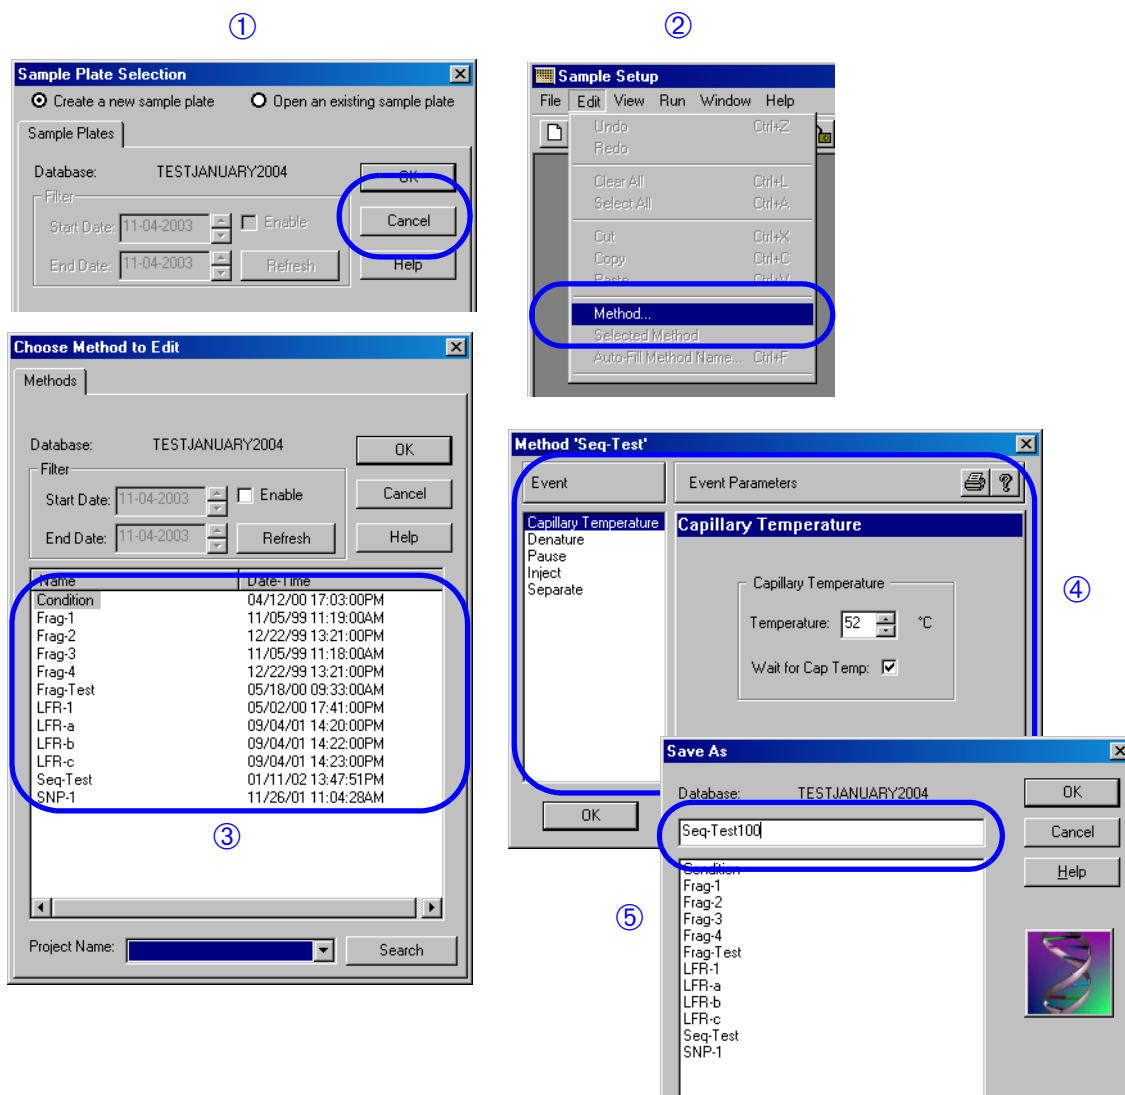 ①
Sample Plate Selection
Create a new sample plate
Open an existing sample plate
Sample Plates
Database: TESTJANUARY2004
OK
Filter
Start Date: 11-04-2003
Enable
Cancel
End Date: 11-04-2003
Refresh
Help
②
Sample Setup
File Edit View Run Window Help
Undo Ctrl+Z
Redo
Clear All Ctrl+L
Select All Ctrl+A
Cut Ctrl+X
Copy Ctrl+C
Paste Ctrl+V
Method...
Selected Method
Auto-Fill Method Name... Ctrl+F
Choose Method to Edit
Methods
Database: TESTJANUARY2004
OK
Filter
Start Date: 11-04-2003
Enable
Cancel
End Date: 11-04-2003
Refresh
Help
Name Date-Time
Condition 04/12/00 17:03:00PM
Frag-1 11/05/99 11:19:00AM
Frag-2 12/22/99 13:21:00PM
Frag-3 11/05/99 11:18:00AM
Frag-4 12/22/99 13:21:00PM
Frag-Test 05/18/00 09:33:00AM
LFR-1 05/02/00 17:41:00PM
LFR-a 09/04/01 14:20:00PM
LFR-b 09/04/01 14:22:00PM
LFR-c 09/04/01 14:23:00PM
Seq-Test 01/11/02 13:47:51PM
SNP-1 11/26/01 11:04:28AM
③
Project Name:
Search
Method 'Seq-Test'
Event
Event Parameters
?
Capillary Temperature
Denature
Pause
Inject
Separate
Capillary Temperature
Capillary Temperature
Temperature: 52 °C
Wait for Cap Temp:
OK
④
Save As
Database: TESTJANUARY2004
OK
Seq-Test100
Cancel
Help
Condition
Frag-1
Frag-2
Frag-3
Frag-4
Frag-Test
LFR-1
LFR-a
LFR-b
LFR-c
Seq-Test
SNP-1
⑤